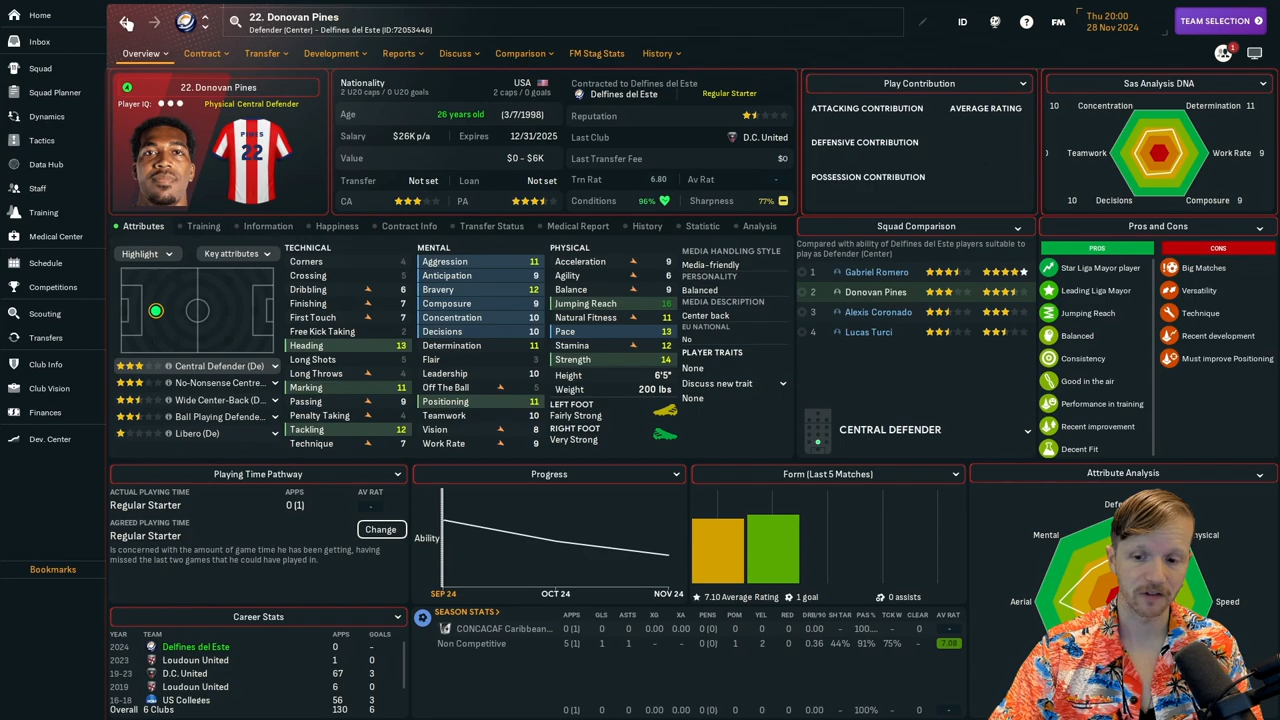 Home
Inbox
Squad
Squad Planner
Dynamics
Tactics
Data Hub
Staff
Training
Medical Center
Schedule
Competitions
Scouting
Transfers
Club Info
Club Vision
Finances
Dev. Center
Bookmarks
22. Donovan Pines
Defender (Center) - Delfines del Este (ID:72053446)
ID
FM
Thu 20:00
28 Nov 2024
TEAM SELECTION
Overview
Contract
Transfer
Development
Reports
Discuss
Comparison
FM Stag Stats
History
1
22. Donovan Pines
Player IQ:
Physical Central Defender
PINES
22
Nationality USA
2 U20 caps / 0 U20 goals 2 caps / 0 goals
Age 26 years old (3/7/1998)
Salary $26K p/a Expires 12/31/2025
Value $0 - $6K
Transfer Not set Loan Not set
CA PA
Contracted to Delfines del Este
Delfines del Este Regular Starter
Reputation
Last Club D.C. United
Last Transfer Fee $0
Trn Rat 6.80 Av Rat -
Conditions 96% Sharpness 77%
Play Contribution
ATTACKING CONTRIBUTION AVERAGE RATING
DEFENSIVE CONTRIBUTION
POSSESSION CONTRIBUTION
Sas Analysis DNA
10 Concentration Determination 11
Teamwork Work Rate 9
10 Decisions Composure 9
Attributes
Training
Information
Happiness
Contract Info
Transfer Status
Medical Report
History
Statistic
Analysis
Highlight
Key attributes
Central Defender (De)
No-Nonsense Centre...
Wide Center-Back (D...
Ball Playing Defende...
Libero (De)
TECHNICAL
Corners 4
Crossing 5
Dribbling 6
Finishing 7
First Touch 7
Free Kick Taking 2
Heading 13
Long Shots 5
Long Throws 4
Marking 11
Passing 9
Penalty Taking 4
Tackling 12
Technique 7
MENTAL
Aggression 11
Anticipation 9
Bravery 12
Composure 9
Concentration 10
Decisions 10
Determination 11
Flair 3
Leadership 10
Off The Ball 5
Positioning 11
Teamwork 10
Vision 8
Work Rate 9
PHYSICAL
Acceleration 9
Agility 6
Balance 9
Jumping Reach 16
Natural Fitness 11
Pace 13
Stamina 12
Strength 14
Height 6'5"
Weight 200 lbs
LEFT FOOT
Fairly Strong
RIGHT FOOT
Very Strong
MEDIA HANDLING STYLE
Media-friendly
PERSONALITY
Balanced
MEDIA DESCRIPTION
Center back
EU NATIONAL
No
PLAYER TRAITS
None
Discuss new trait
None
Squad Comparison
Compared with ability of Delfines del Este players suitable to
play as Defender (Center)
1 Gabriel Romero
2 Donovan Pines
3 Alexis Coronado
4 Lucas Turci
CENTRAL DEFENDER
Pros and Cons
PROS
Star Liga Mayor player
Leading Liga Mayor
Jumping Reach
Balanced
Consistency
Good in the air
Performance in training
Recent improvement
Decent Fit
CONS
Big Matches
Versatility
Technique
Recent development
Must improve Positioning
Playing Time Pathway
ACTUAL PLAYING TIME APPS AV RAT
Regular Starter 0 (1) -
AGREED PLAYING TIME
Regular Starter
Change
Is concerned with the amount of game time he has been getting, having
missed the last two games that he could have played in.
Progress
Ability
SEP 24 OCT 24 NOV 24
Form (Last 5 Matches)
7.10 Average Rating 1 goal 0 assists
Attribute Analysis
Mental
Aerial
Speed
Career Stats
YEAR TEAM APPS GOALS
2024 Delfines del Este 0 -
2023 Loudoun United 1 0
19-23 D.C. United 67 3
2019 Loudoun United 6 0
16-18 US Colleges 56 3
Overall 6 Clubs 130 6
SEASON STATS APPS GLS ASTS XG XA PENS POM YEL RED DRB/90 SH TAR PAS % TCK W CLEAR AV RAT
CONCACAF Caribbean... 0 (1) 0 0 0.00 0.00 0 (0) 0 0 0 0.00 - 100... - 0 -
Non Competitive 5 (1) 1 1 - - 0 (0) 1 2 0 0.36 44% 91% 75% 0 7.08
0 (1) 0 0 0.00 0.00 0 (0) 0 0 0 0.00 - 100% - 0 -